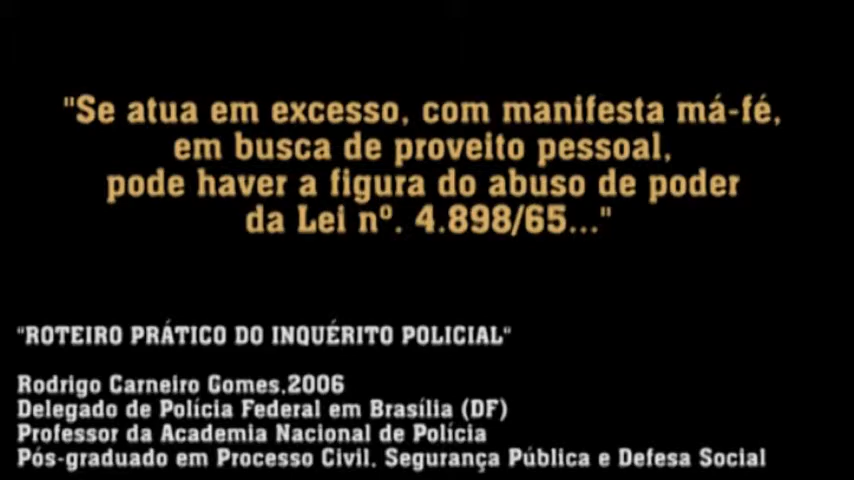 "Se atua em excesso, com manifesta má-fé,
em busca de proveito pessoal,
pode haver a figura do abuso de poder
da Lei nº. 4.898/65..."
"ROTEIRO PRÁTICO DO INQUÉRITO POLICIAL"
Rodrigo Carneiro Gomes,2006
Delegado de Polícia Federal em Brasília (DF)
Professor da Academia Nacional de Polícia
Pós-graduado em Processo Civil, Segurança Pública e Defesa Social